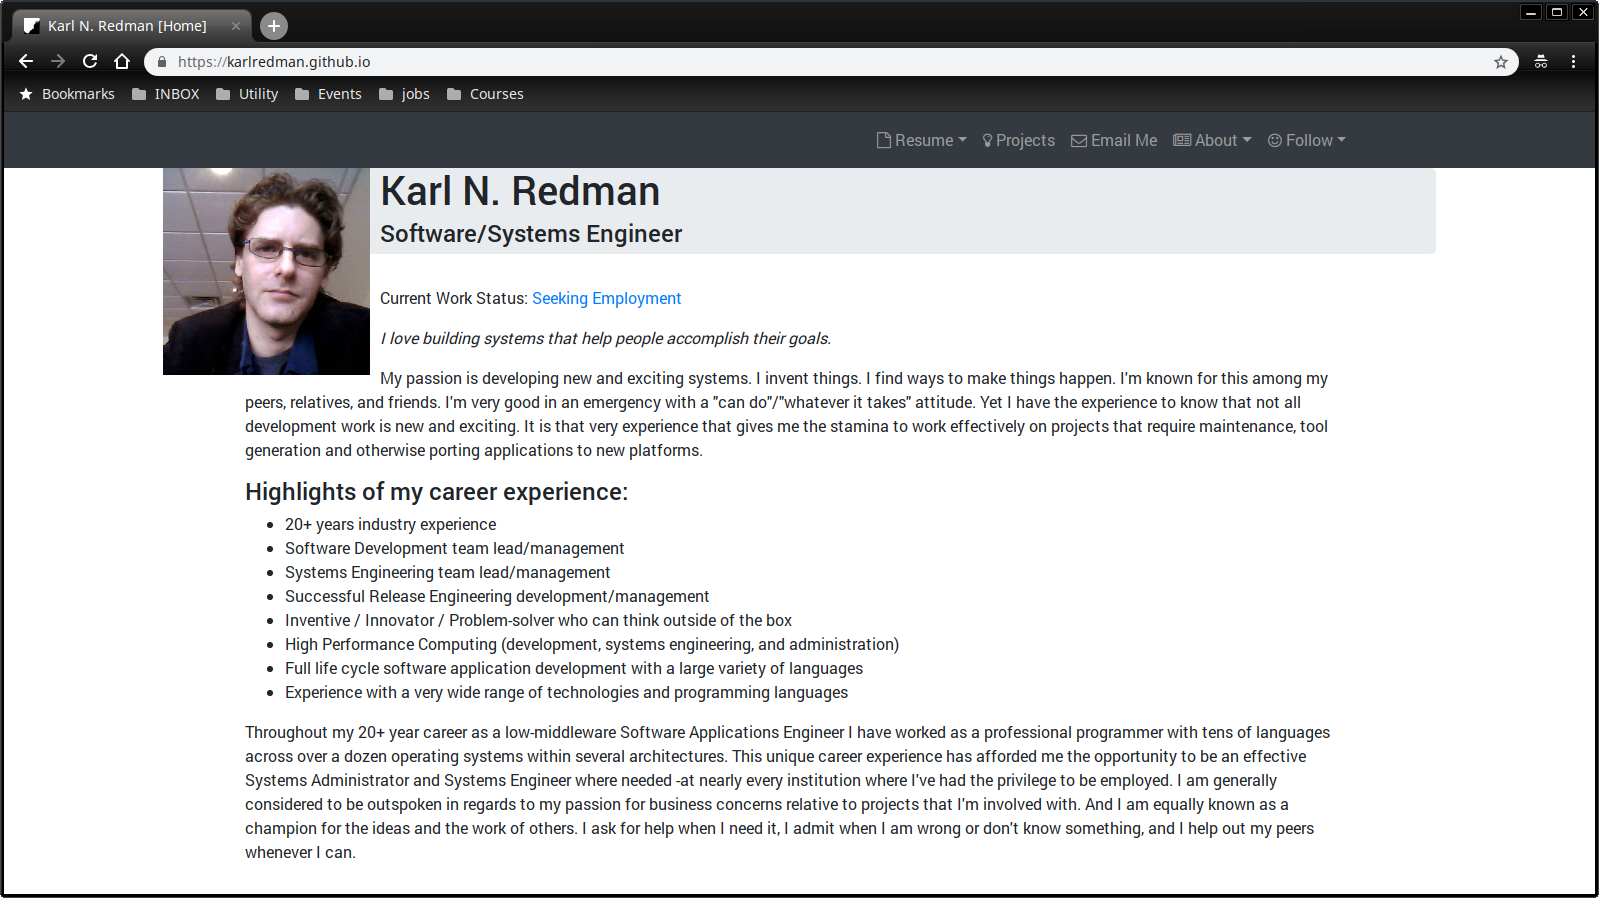 Karl N. Redman [Home]
https://karlredman.github.io
Bookmarks INBOX Utility Events jobs Courses
Resume Projects Email Me About Follow
Karl N. Redman
Software/Systems Engineer
Current Work Status: Seeking Employment
I love building systems that help people accomplish their goals.
My passion is developing new and exciting systems. I invent things. I find ways to make things happen. I'm known for this among my
peers, relatives, and friends. I'm very good in an emergency with a "can do"/"whatever it takes" attitude. Yet I have the experience to know that not all
development work is new and exciting. It is that very experience that gives me the stamina to work effectively on projects that require maintenance, tool
generation and otherwise porting applications to new platforms.
Highlights of my career experience:
• 20+ years industry experience
• Software Development team lead/management
• Systems Engineering team lead/management
• Successful Release Engineering development/management
• Inventive / Innovator / Problem-solver who can think outside of the box
• High Performance Computing (development, systems engineering, and administration)
• Full life cycle software application development with a large variety of languages
• Experience with a very wide range of technologies and programming languages
Throughout my 20+ year career as a low-middleware Software Applications Engineer I have worked as a professional programmer with tens of languages
across over a dozen operating systems within several architectures. This unique career experience has afforded me the opportunity to be an effective
Systems Administrator and Systems Engineer where needed -at nearly every institution where I've had the privilege to be employed. I am generally
considered to be outspoken in regards to my passion for business concerns relative to projects that I'm involved with. And I am equally known as a
champion for the ideas and the work of others. I ask for help when I need it, I admit when I am wrong or don't know something, and I help out my peers
whenever I can.